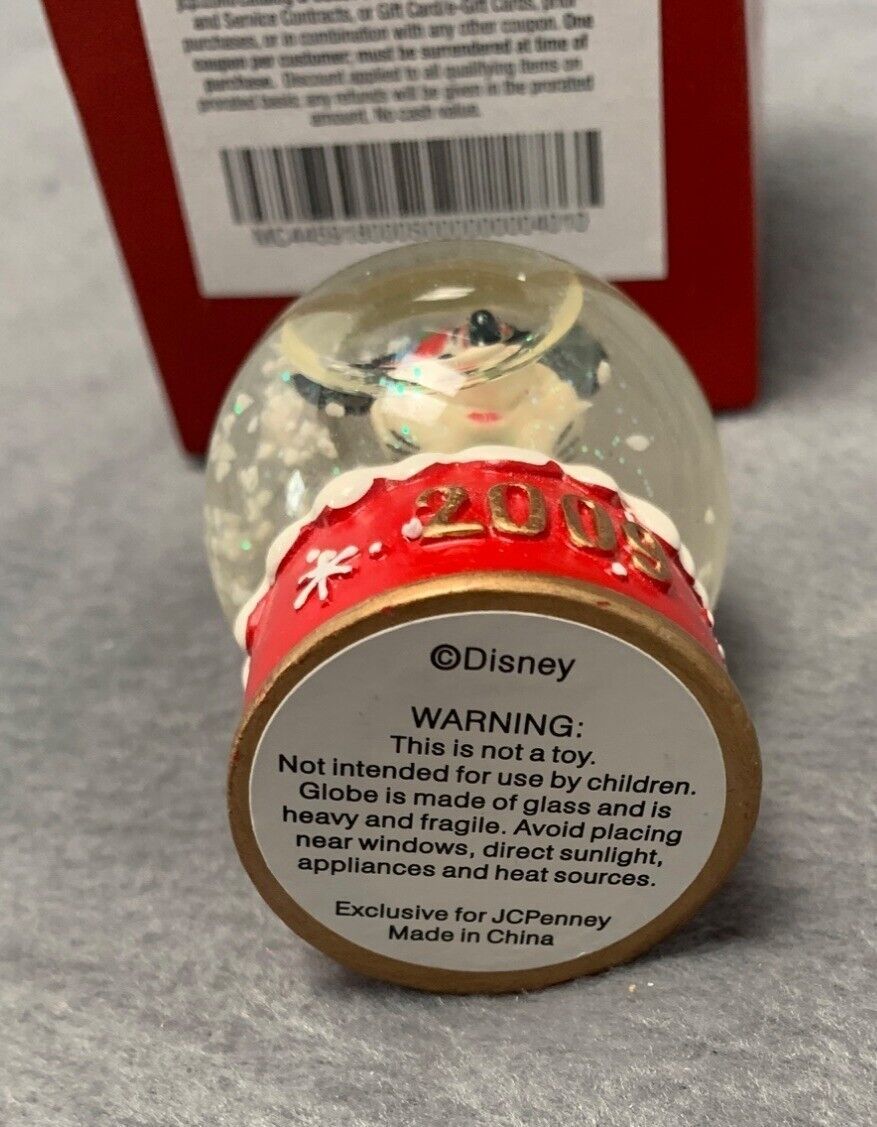 and Service Contracts, or Gift Card/e-Gift Cards, prior
purchases, or in combination with any other coupon. One
coupon per customer; must be surrendered at time of
purchase. Discount applied to all qualifying items on
prorated basis; any refunds will be given in the prorated
amount. No cash value.
2009
©Disney
WARNING:
This is not a toy.
Not intended for use by children.
Globe is made of glass and is
heavy and fragile. Avoid placing
near windows, direct sunlight,
appliances and heat sources.
Exclusive for JCPenney
Made in China